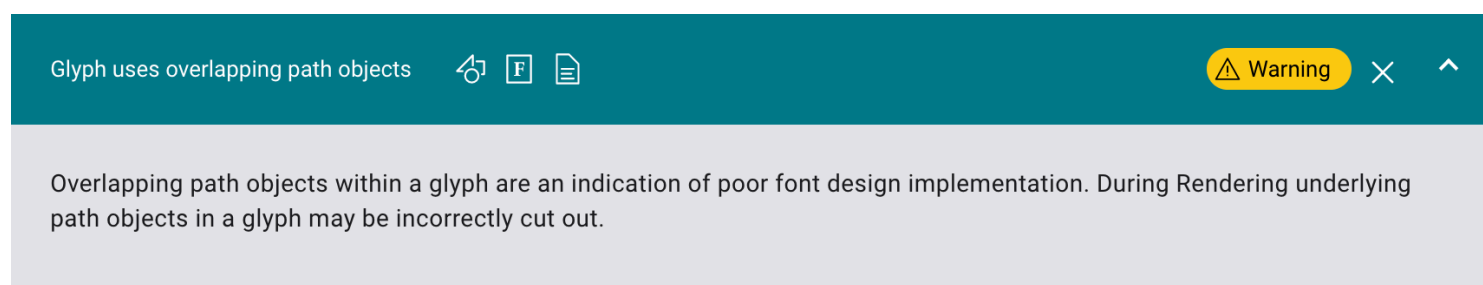 Glyph uses overlapping path objects F Warning
Overlapping path objects within a glyph are an indication of poor font design implementation. During Rendering underlying
path objects in a glyph may be incorrectly cut out.